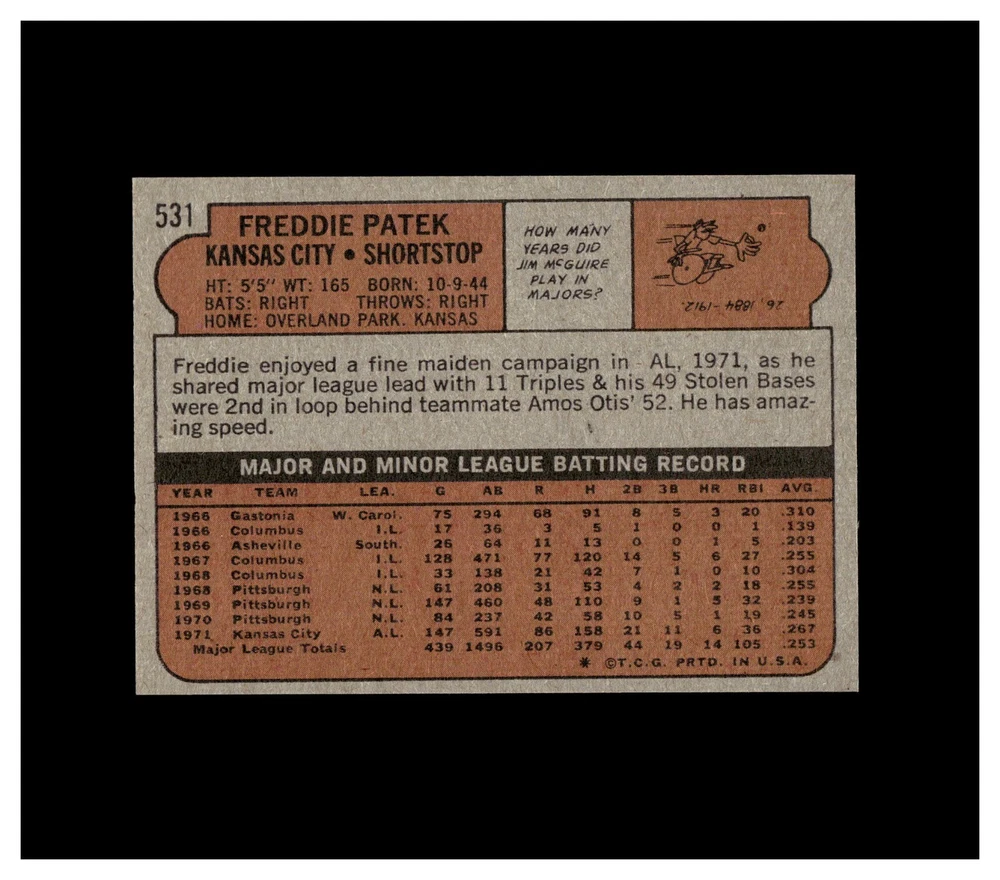 531
FREDDIE PATEK
KANSAS CITY • SHORTSTOP
HT: 5'5" WT: 165 BORN: 10-9-44
BATS: RIGHT THROWS: RIGHT
HOME: OVERLAND PARK. KANSAS
HOW MANY
YEARS DID
JIM McGUIRE
PLAY IN
MAJORS?
26, 1884-1912.
Freddie enjoyed a fine maiden campaign in AL, 1971, as he
shared major league lead with 11 Triples & his 49 Stolen Bases
were 2nd in loop behind teammate Amos Otis' 52. He has amaz-
ing speed.
MAJOR AND MINOR LEAGUE BATTING RECORD
YEAR TEAM LEA. G AB R H 2B 3B HR RBI AVG.
1966 Gastonia W. Carol. 75 294 68 91 8 5 3 20 .310
1966 Columbus I.L. 17 36 3 5 1 0 0 1 .139
1966 Asheville South. 26 64 11 13 0 0 1 5 .203
1967 Columbus I.L. 128 471 77 120 14 5 6 27 .255
1968 Columbus I.L. 33 138 21 42 7 1 0 10 .304
1968 Pittsburgh N.L. 61 208 31 53 4 2 2 18 .255
1969 Pittsburgh N.L. 147 460 48 110 9 1 5 32 .239
1970 Pittsburgh N.L. 84 237 42 58 10 5 1 19 .245
1971 Kansas City A.L. 147 591 86 158 21 11 6 36 .267
Major League Totals 439 1496 207 379 44 19 14 105 .253
* ©T.C.G. PRTD. IN U.S.A.